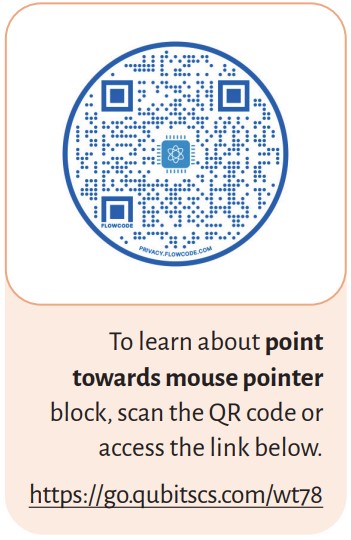 FLOWCODE
PRIVACY.FLOWCODE.COM
To learn about point
towards mouse pointer
block, scan the QR code or
access the link below.
https://go.qubitscs.com/wt78